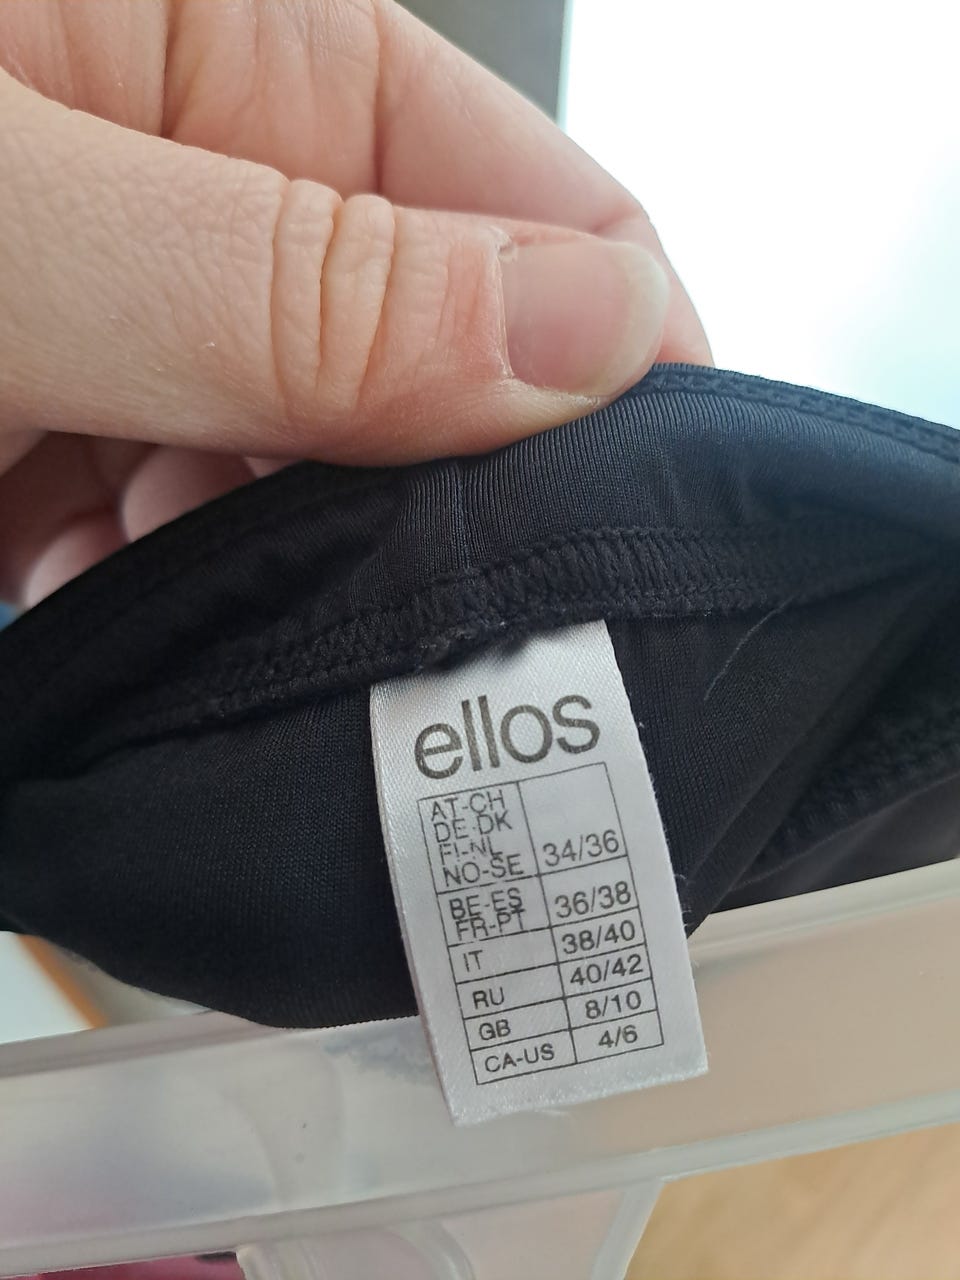 ellos
AT-CH
DE-DK
FI-NL
NO-SE 34/36
BE-ES
FR-PT 36/38
IT 38/40
RU 40/42
GB 8/10
CA-US 4/6